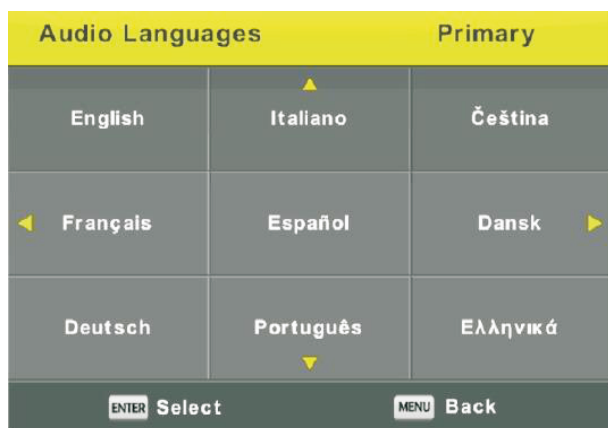 Audio Languages Primary
English Italiano Čeština
Français Español Dansk
Deutsch Português Ελληνικά
ENTER Select MENU Back